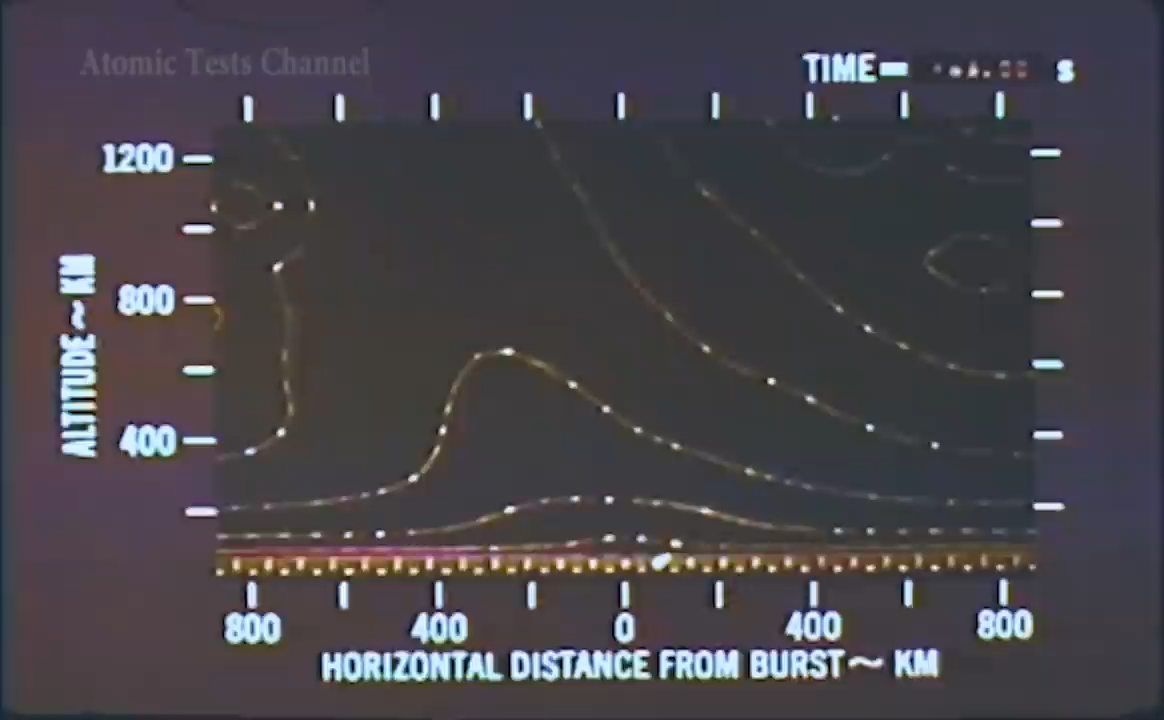 Atomic Tests Channel
TIME= s
1200
800
400
ALTITUDE ~ KM
800 400 0 400 800
HORIZONTAL DISTANCE FROM BURST ~ KM